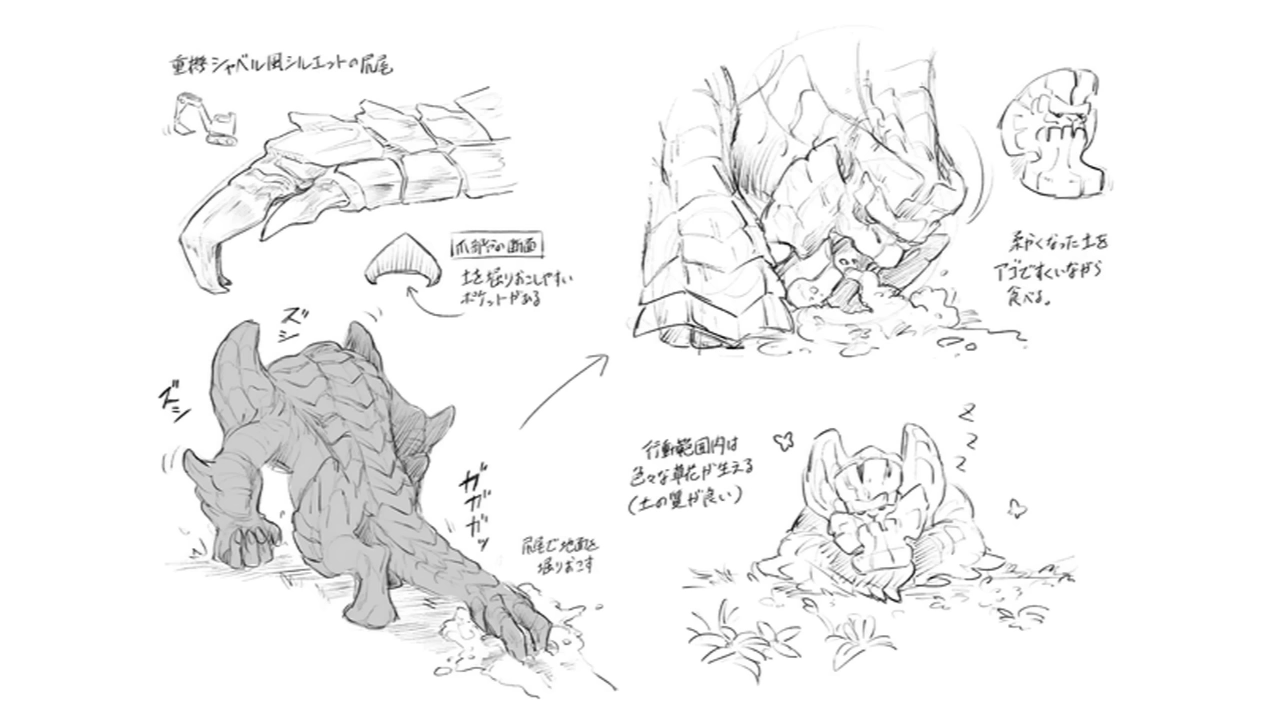 重機シャベル風シルエットの尻尾
爪部分の断面
土を掘りおこしやすい
ポケットがある
ズシ
ズシ
ガガガッ
尻尾で地面を
掘りおこす
柔かくなった土を
アゴですくいながら
食べる。
行動範囲内は
色々な草花が生える
(土の質が良い)
z
z
z